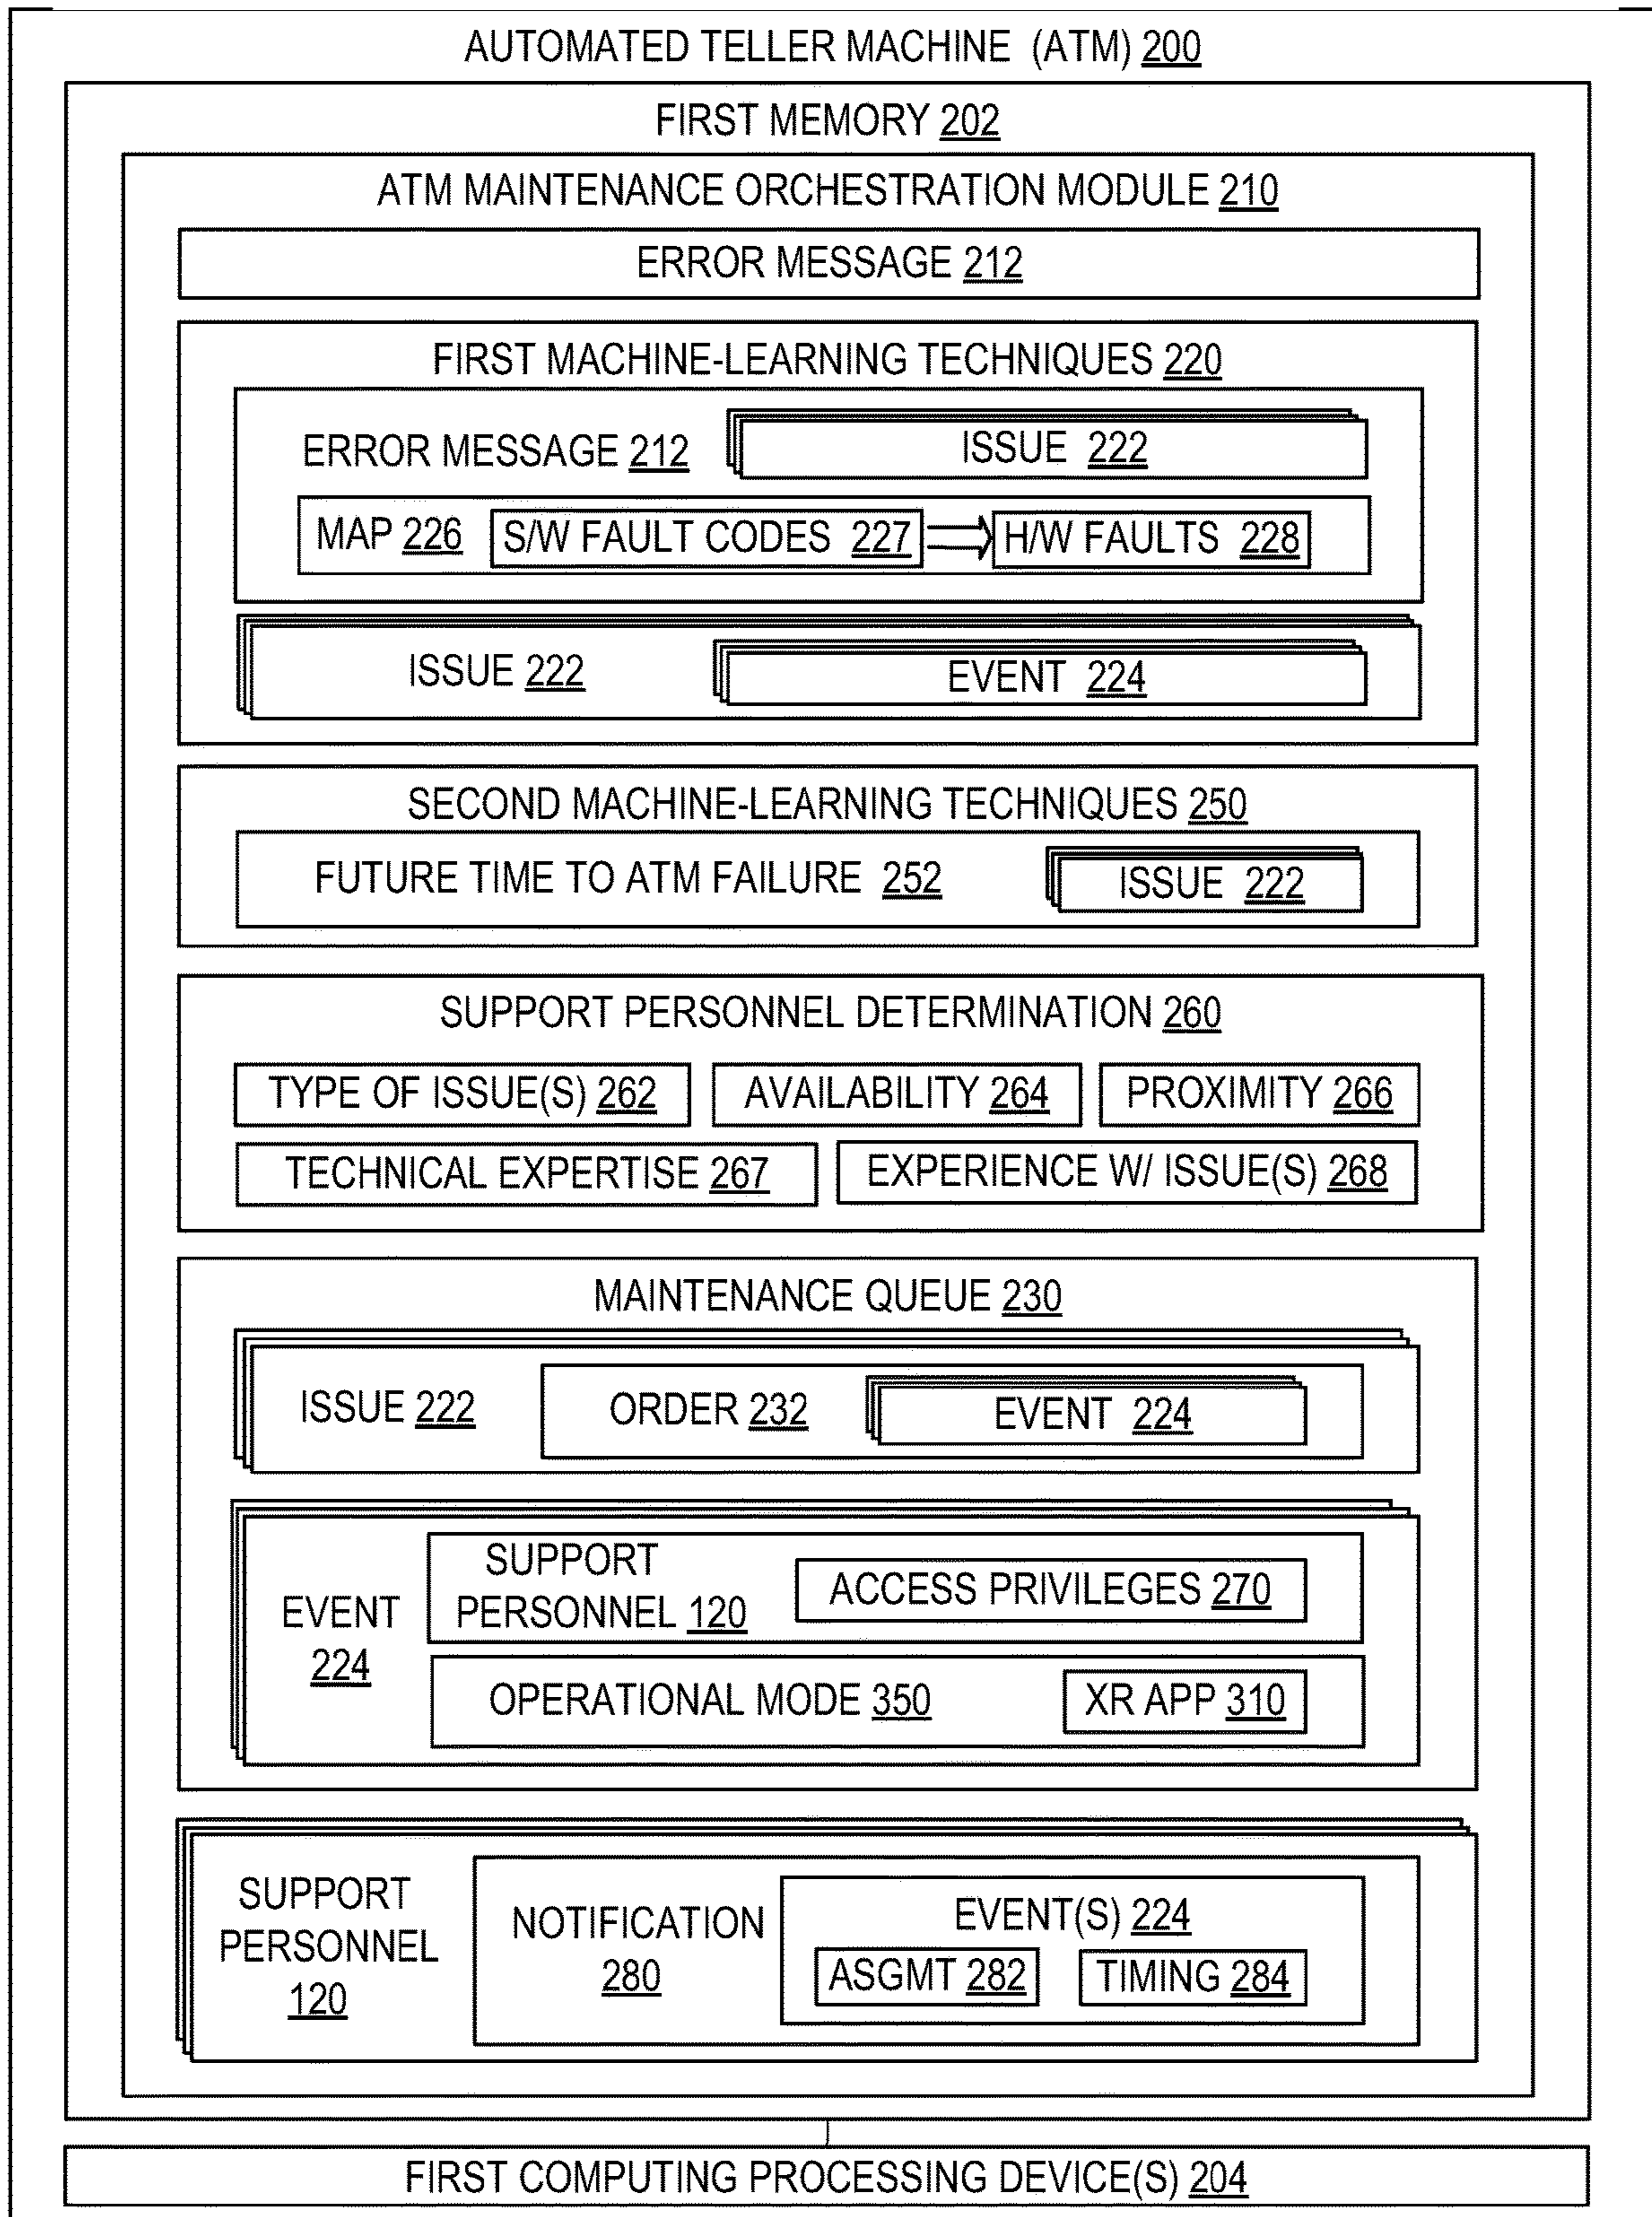 AUTOMATED TELLER MACHINE (ATM) 200
FIRST MEMORY 202
ATM MAINTENANCE ORCHESTRATION MODULE 210
ERROR MESSAGE 212
FIRST MACHINE-LEARNING TECHNIQUES 220
ERROR MESSAGE 212 ISSUE 222
MAP 226 S/W FAULT CODES 227 H/W FAULTS 228
ISSUE 222 EVENT 224
SECOND MACHINE-LEARNING TECHNIQUES 250
FUTURE TIME TO ATM FAILURE 252 ISSUE 222
SUPPORT PERSONNEL DETERMINATION 260
TYPE OF ISSUE(S) 262 AVAILABILITY 264 PROXIMITY 266
TECHNICAL EXPERTISE 267 EXPERIENCE W/ ISSUE(S) 268
MAINTENANCE QUEUE 230
ISSUE 222 ORDER 232 EVENT 224
EVENT
224
SUPPORT
PERSONNEL 120
ACCESS PRIVILEGES 270
OPERATIONAL MODE 350 XR APP 310
SUPPORT
PERSONNEL
120
NOTIFICATION
280
EVENT(S) 224
ASGMT 282 TIMING 284
FIRST COMPUTING PROCESSING DEVICE(S) 204